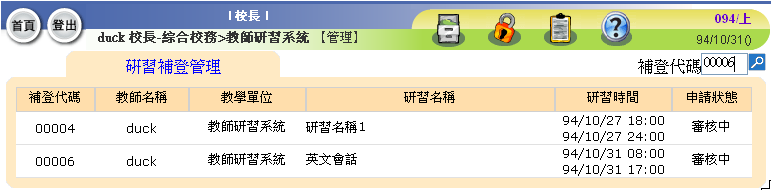 首頁 登出 | 校長 | 094/上
duck 校長-綜合校務>教師研習系統 【管理】 94/10/31()
研習補登管理 補登代碼 00006
補登代碼 教師名稱 教學單位 研習名稱 研習時間 申請狀態
00004 duck 教師研習系統 研習名稱1 94/10/27 18:00 審核中
94/10/27 24:00
00006 duck 教師研習系統 英文會話 94/10/31 08:00 審核中
94/10/31 17:00